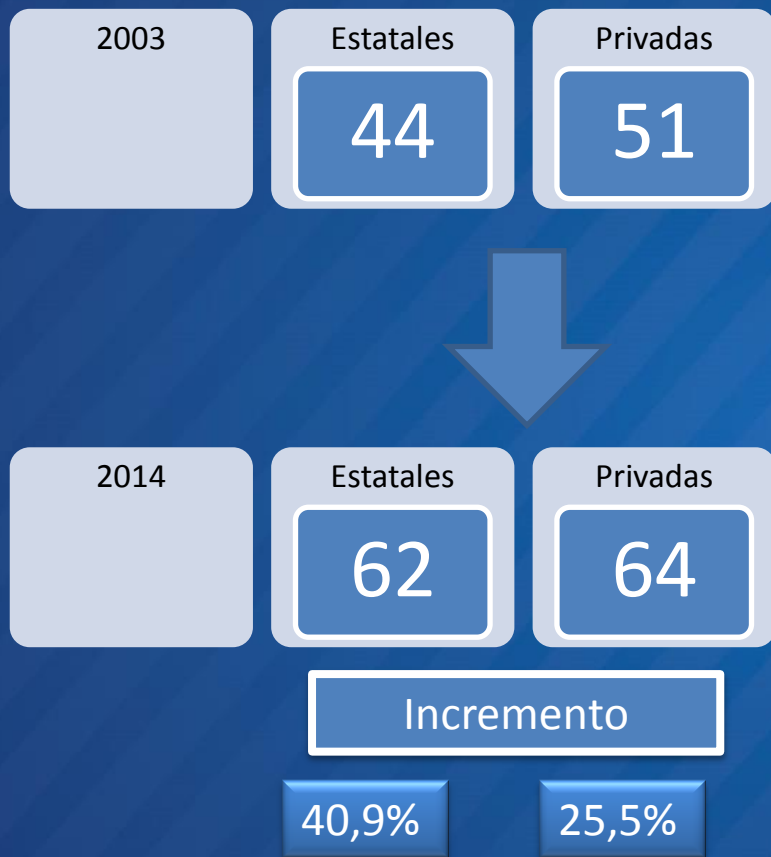 2003
Estatales
Privadas
44
51
2014
Estatales
Privadas
62
64
Incremento
40,9%
25,5%